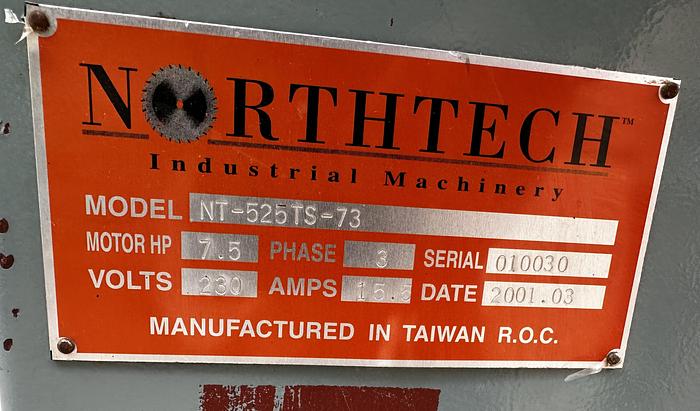 NORTHTECH™
Industrial Machinery
MODEL NT-525TS-73
MOTOR HP 7.5 PHASE 3 SERIAL 010030
VOLTS 230 AMPS DATE 2001.03
MANUFACTURED IN TAIWAN R.O.C.